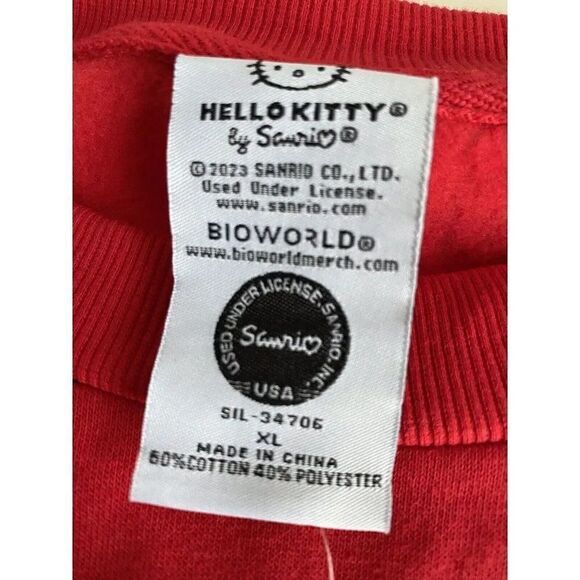 HELLO KITTY®
by Sanrio®
©2023 SANRIO CO., LTD.
Used Under License.
www.sanrio.com
BIOWORLD®
www.bioworldmerch.com
USED UNDER LICENSE. SANRIO, INC.
Sanrio
USA
SIL-34706
XL
MADE IN CHINA
60%COTTON 40% POLYESTER